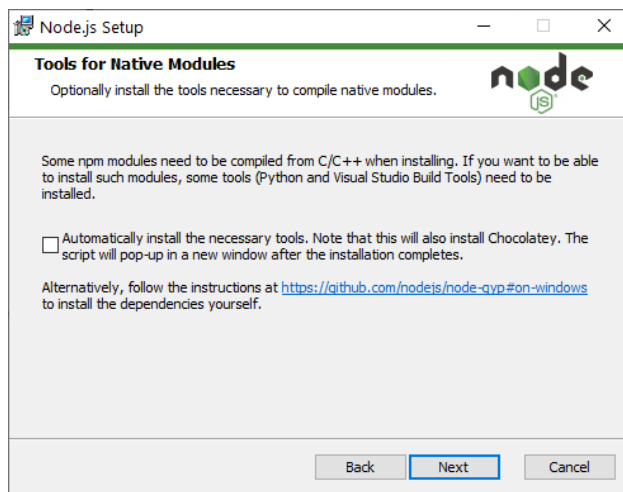 Node.js Setup
Tools for Native Modules
Optionally install the tools necessary to compile native modules.
node
JS
Some npm modules need to be compiled from C/C++ when installing. If you want to be able
to install such modules, some tools (Python and Visual Studio Build Tools) need to be
installed.
Automatically install the necessary tools. Note that this will also install Chocolatey. The
script will pop-up in a new window after the installation completes.
Alternatively, follow the instructions at https://github.com/nodejs/node-gyp#on-windows
to install the dependencies yourself.
Back
Next
Cancel